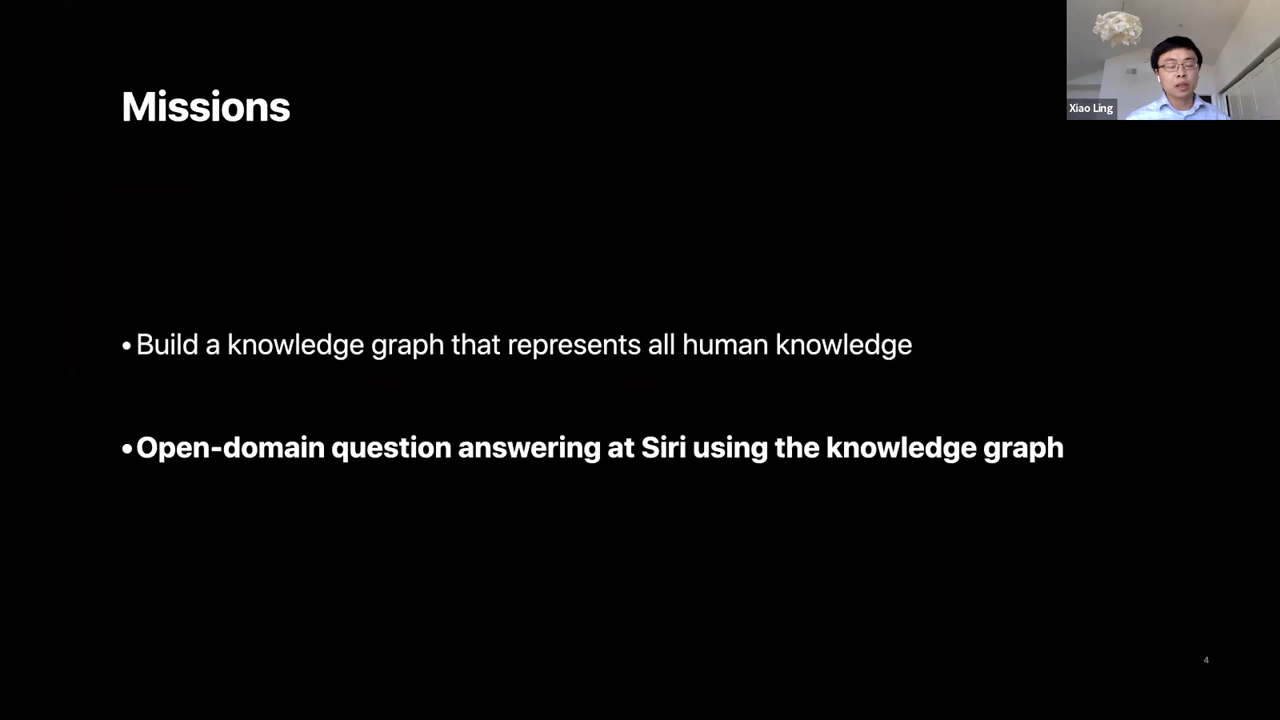 Missions
Xiao Ling
•Build a knowledge graph that represents all human knowledge
•Open-domain question answering at Siri using the knowledge graph
4